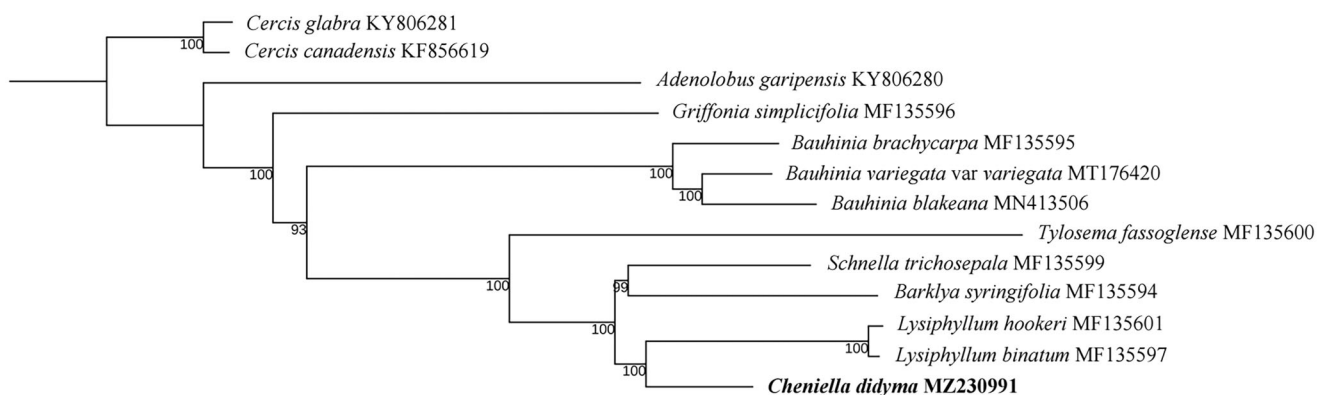 Cercis glabra KY806281
100
Cercis canadensis KF856619
Adenolobus garipensis KY806280
Griffonia simplicifolia MF135596
Bauhinia brachycarpa MF135595
100
100
Bauhinia variegata var variegata MT176420
100
Bauhinia blakeana MN413506
93
Tylosema fassoglense MF135600
Schnella trichosepala MF135599
100
99
Barklya syringifolia MF135594
Lysiphyllum hookeri MF135601
100
100
Lysiphyllum binatum MF135597
100
Cheniella didyma MZ230991